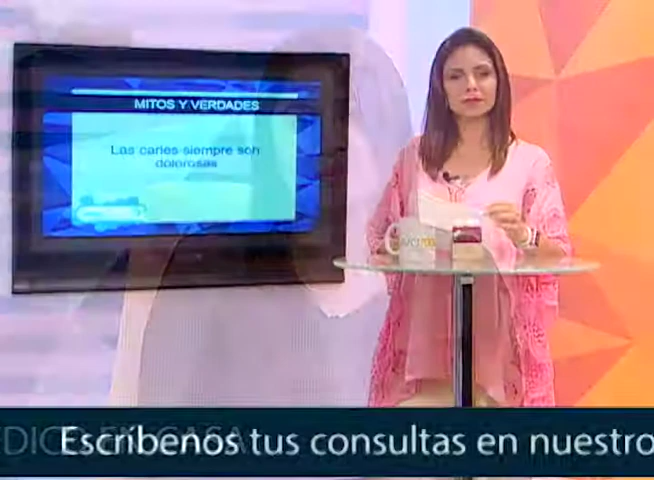 MITOS Y VERDADES
Las caries siempre son
dolorosas
Escríbenos tus consultas en nuestro